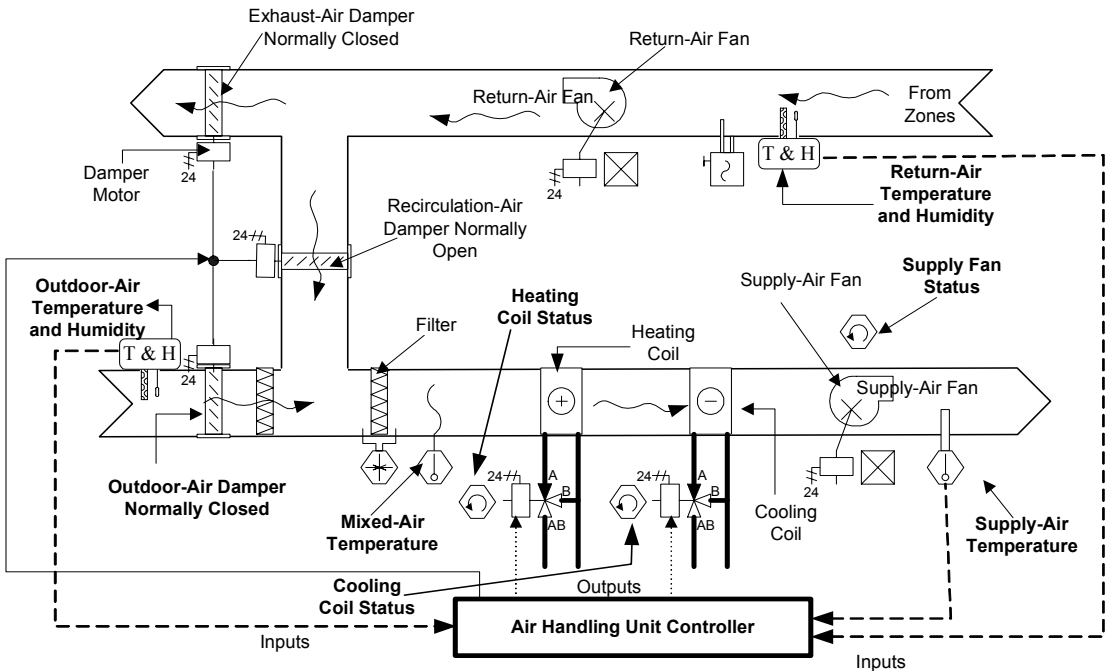 Exhaust-Air Damper
Normally Closed
Return-Air Fan
Return-Air Fan
From
Zones
T & H
24
24
Damper
Motor
Return-Air
Temperature
and Humidity
Recirculation-Air
Damper Normally
Open
24
Outdoor-Air
Temperature
and Humidity
Supply Fan
Status
Supply-Air Fan
Heating
Coil Status
Filter
Heating
Coil
T & H
24
Supply-Air Fan
24
A
B
AB
24
A
B
AB
24
Outdoor-Air Damper
Normally Closed
Mixed-Air
Temperature
Cooling
Coil
Supply-Air
Temperature
Cooling
Coil Status
Outputs
Air Handling Unit Controller
Inputs
Inputs